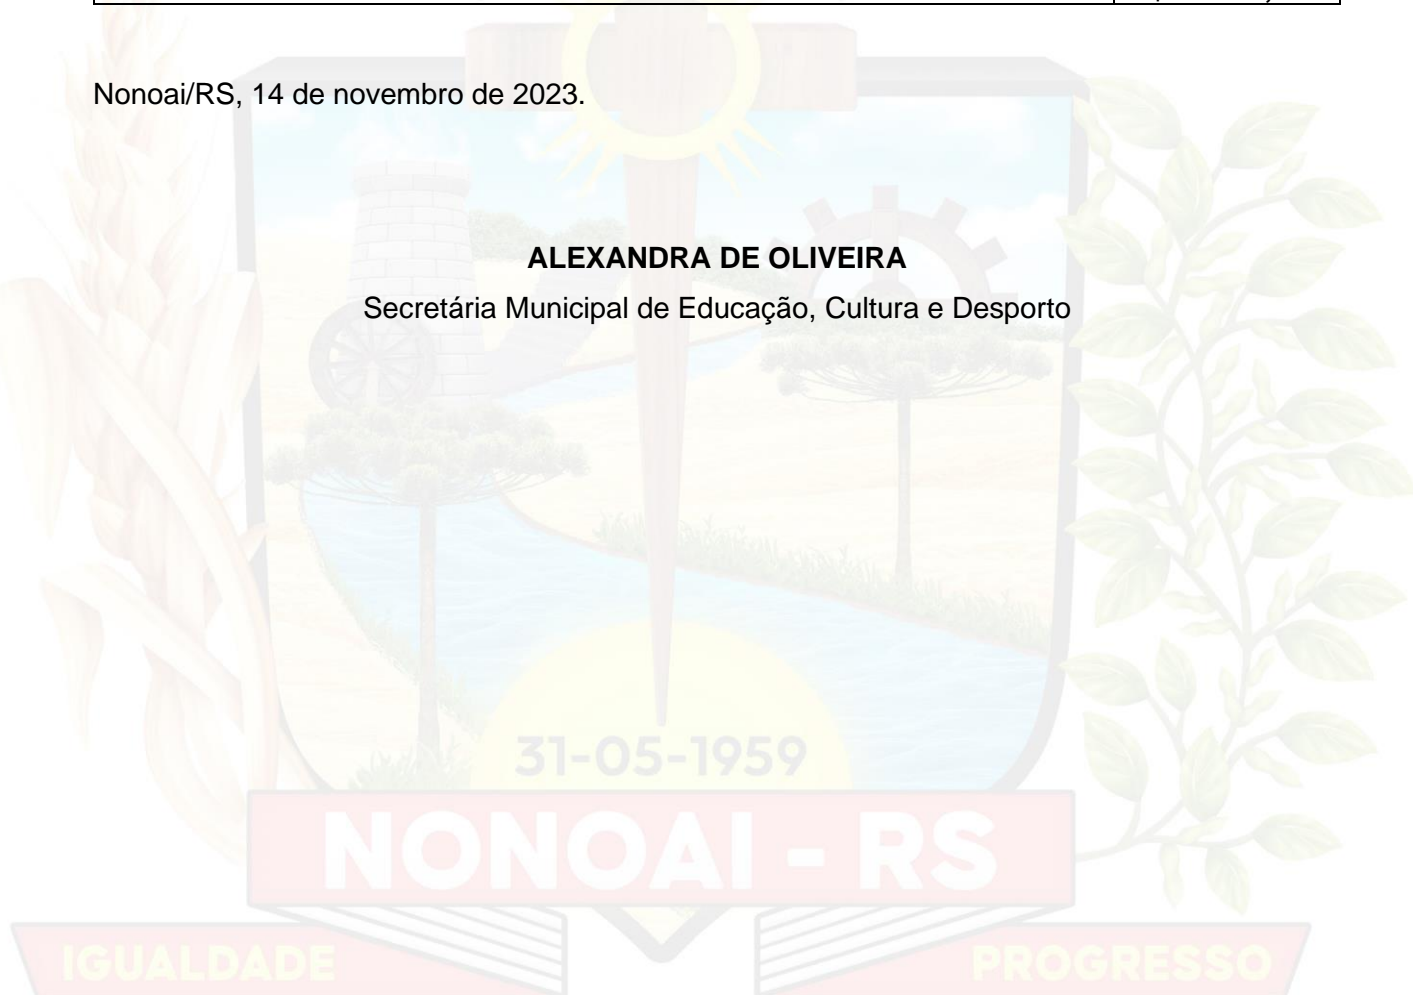 Nonoai/RS, 14 de novembro de 2023.
ALEXANDRA DE OLIVEIRA
Secretária Municipal de Educação, Cultura e Desporto
31-05-1959
NONOAI - RS
IGUALDADE
PROGRESSO